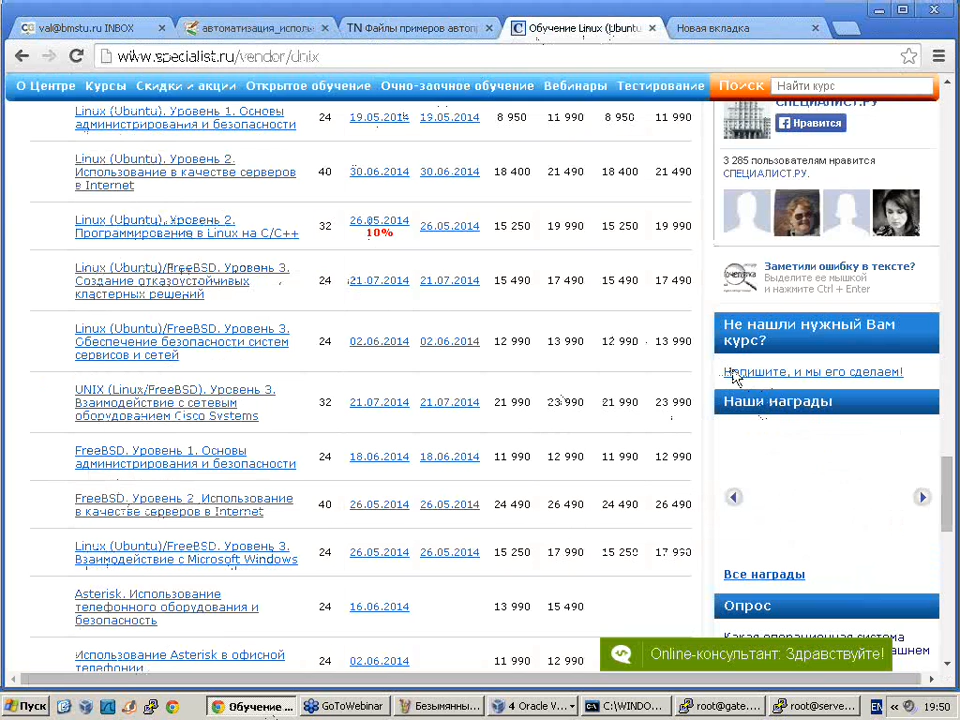 val@bmstu.ru INBOX
автоматизация_исполь
TN Файлы примеров автоп
Обучение Linux (Ubuntu
Новая вкладка
www.specialist.ru/vendor/unix
О Центре Курсы Скидки и акции Открытое обучение Очно-заочное обучение Вебинары Тестирование Поиск Найти курс
Linux (Ubuntu). Уровень 1. Основы
администрирования и безопасности
24 19.05.2014 19.05.2014 8 950 11 990 8 950 11 990
Linux (Ubuntu). Уровень 2.
Использование в качестве серверов
в Internet
40 30.06.2014 30.06.2014 18 400 21 490 18 400 21 490
Linux (Ubuntu). Уровень 2.
Программирование в Linux на C/C++
32 26.05.2014 10% 26.05.2014 15 250 19 990 15 250 19 990
Linux (Ubuntu)/FreeBSD. Уровень 3.
Создание отказоустойчивых
кластерных решений
24 21.07.2014 21.07.2014 15 490 17 490 15 490 17 490
Linux (Ubuntu)/FreeBSD. Уровень 3.
Обеспечение безопасности систем
сервисов и сетей
24 02.06.2014 02.06.2014 12 990 13 990 12 990 13 990
UNIX (Linux/FreeBSD). Уровень 3.
Взаимодействие с сетевым
оборудованием Cisco Systems
32 21.07.2014 21.07.2014 21 990 23 990 21 990 23 990
FreeBSD. Уровень 1. Основы
администрирования и безопасности
24 18.06.2014 18.06.2014 11 990 12 990 11 990 12 990
FreeBSD. Уровень 2. Использование
в качестве серверов в Internet
40 26.05.2014 26.05.2014 24 490 26 490 24 490 26 490
Linux (Ubuntu)/FreeBSD. Уровень 3.
Взаимодействие с Microsoft Windows
24 26.05.2014 26.05.2014 15 250 17 990 15 250 17 990
Asterisk. Использование
телефонного оборудования и
безопасность
24 16.06.2014 13 990 15 490
Использование Asterisk в офисной
телефонии
24 02.06.2014 11 990 12 990
СПЕЦИАЛИСТ.РУ
Нравится
3 285 пользователям нравится
СПЕЦИАЛИСТ.РУ.
очепятка
Заметили ошибку в тексте?
Выделите ее мышкой
и нажмите Ctrl + Enter
Не нашли нужный Вам
курс?
Напишите, и мы его сделаем!
Наши награды
Все награды
Опрос
Какая операционная система
Online-консультант: Здравствуйте!
Пуск
Обучение ...
GoToWebinar
Безымянны...
4 Oracle V...
C:\WINDO...
root@gate....
root@serve...
EN
19:50